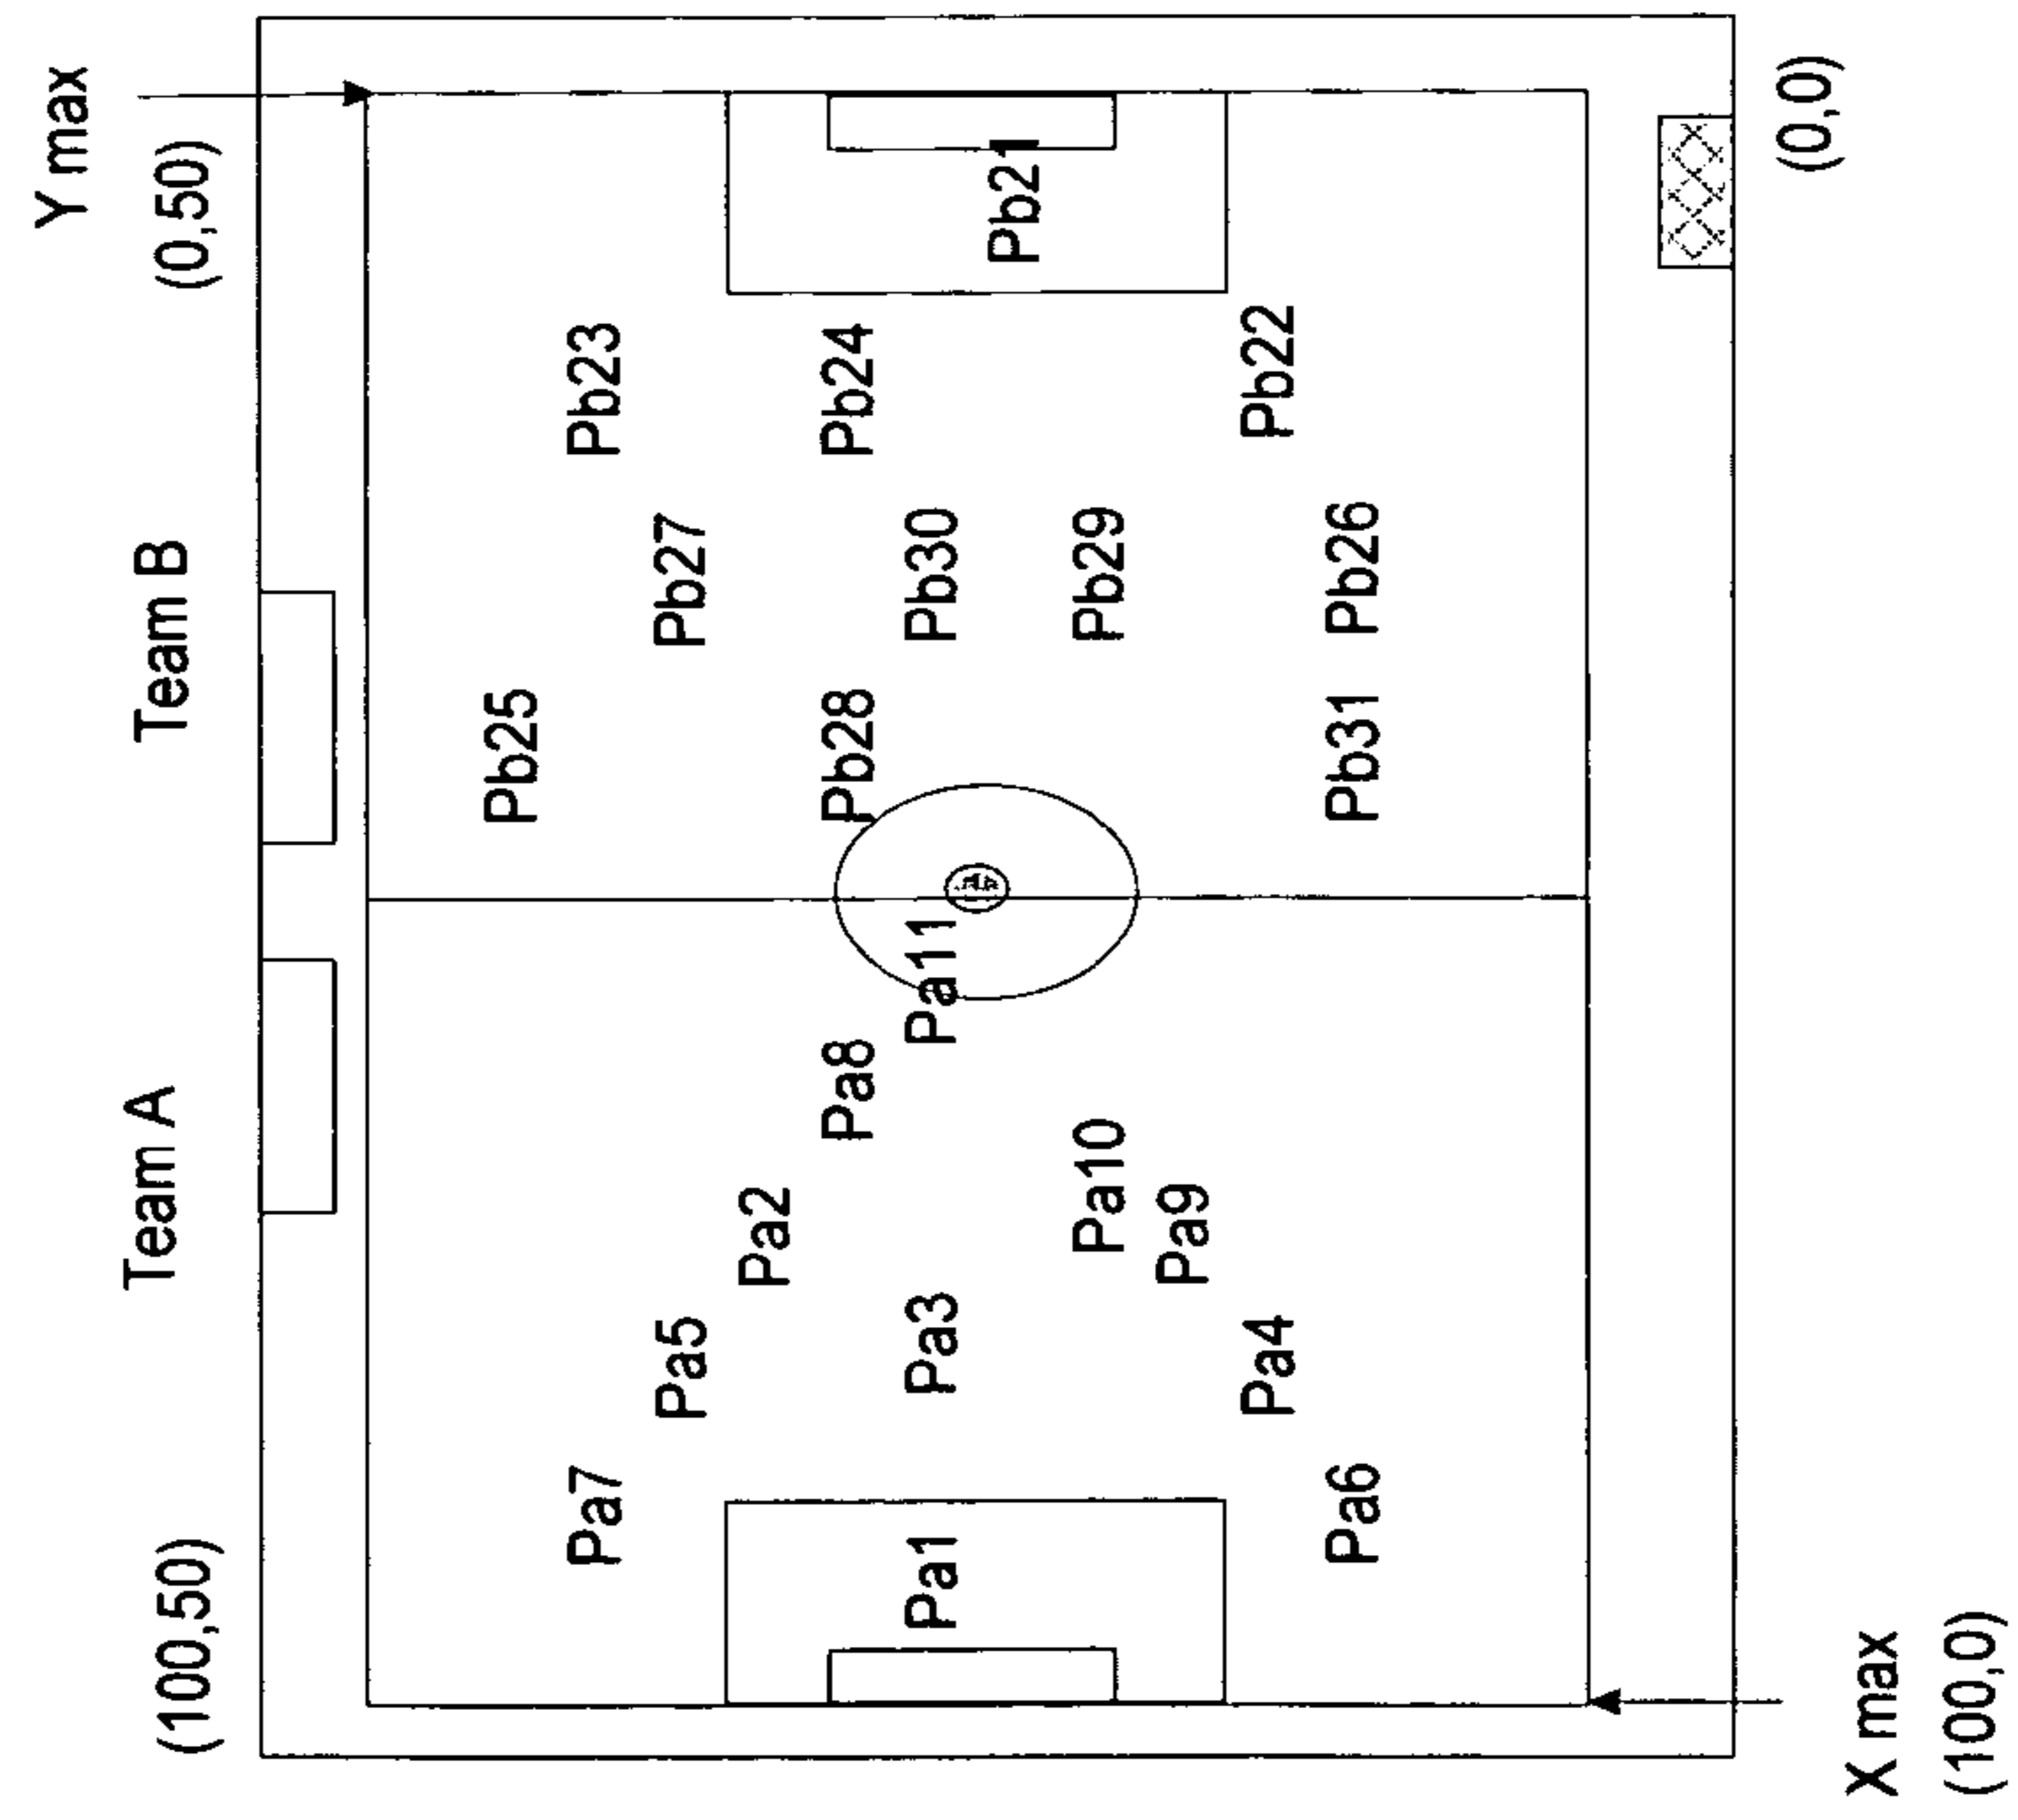 Y max
(0,50)
Team B
Team A
(100,50)
Pb25
Pb23
Pa7
Pb27
Pa5
Pa2
Pb24
Pb28
Pa8
Pb30
Pa11
Pa3
Pa1
Pb21
Pb29
Pa10
Pa9
Pb22
Pa4
Pb26
Pb31
Pa6
(0,0)
X max
(100,0)